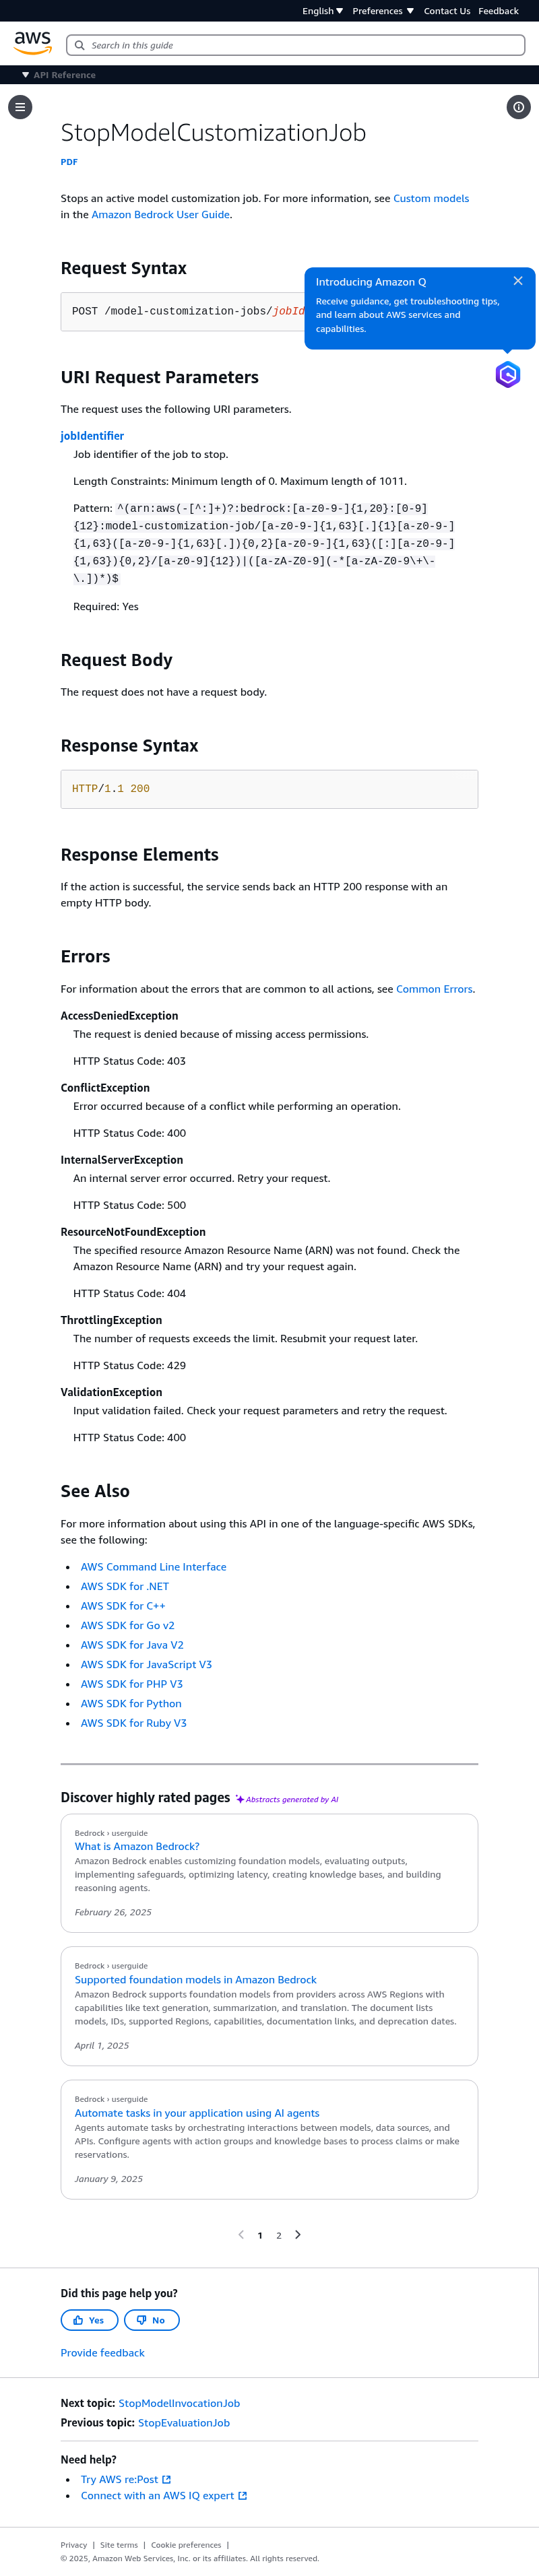 English Preferences Contact Us Feedback
aws
Search in this guide
API Reference
StopModelCustomizationJob
PDF
Stops an active model customization job. For more information, see Custom models
in the Amazon Bedrock User Guide.
Request Syntax
Introducing Amazon Q
Receive guidance, get troubleshooting tips,
and learn about AWS services and
capabilities.
POST /model-customization-jobs/jobId
URI Request Parameters
The request uses the following URI parameters.
jobIdentifier
Job identifier of the job to stop.
Length Constraints: Minimum length of 0. Maximum length of 1011.
Pattern: ^(arn:aws(-[^:]+)?:bedrock:[a-z0-9-]{1,20}:[0-9]
{12}:model-customization-job/[a-z0-9-]{1,63}[.]{1}[a-z0-9-]
{1,63}([a-z0-9-]{1,63}[.]){0,2}[a-z0-9-]{1,63}([:][a-z0-9-]
{1,63}){0,2}/[a-z0-9]{12})|([a-zA-Z0-9](-*[a-zA-Z0-9\+\-
\.])*)$
Required: Yes
Request Body
The request does not have a request body.
Response Syntax
HTTP/1.1 200
Response Elements
If the action is successful, the service sends back an HTTP 200 response with an
empty HTTP body.
Errors
For information about the errors that are common to all actions, see Common Errors.
AccessDeniedException
The request is denied because of missing access permissions.
HTTP Status Code: 403
ConflictException
Error occurred because of a conflict while performing an operation.
HTTP Status Code: 400
InternalServerException
An internal server error occurred. Retry your request.
HTTP Status Code: 500
ResourceNotFoundException
The specified resource Amazon Resource Name (ARN) was not found. Check the
Amazon Resource Name (ARN) and try your request again.
HTTP Status Code: 404
ThrottlingException
The number of requests exceeds the limit. Resubmit your request later.
HTTP Status Code: 429
ValidationException
Input validation failed. Check your request parameters and retry the request.
HTTP Status Code: 400
See Also
For more information about using this API in one of the language-specific AWS SDKs,
see the following:
AWS Command Line Interface
AWS SDK for .NET
AWS SDK for C++
AWS SDK for Go v2
AWS SDK for Java V2
AWS SDK for JavaScript V3
AWS SDK for PHP V3
AWS SDK for Python
AWS SDK for Ruby V3
Discover highly rated pages Abstracts generated by AI
Bedrock › userguide
What is Amazon Bedrock?
Amazon Bedrock enables customizing foundation models, evaluating outputs,
implementing safeguards, optimizing latency, creating knowledge bases, and building
reasoning agents.
February 26, 2025
Bedrock › userguide
Supported foundation models in Amazon Bedrock
Amazon Bedrock supports foundation models from providers across AWS Regions with
capabilities like text generation, summarization, and translation. The document lists
models, IDs, supported Regions, capabilities, documentation links, and deprecation dates.
April 1, 2025
Bedrock › userguide
Automate tasks in your application using AI agents
Agents automate tasks by orchestrating interactions between models, data sources, and
APIs. Configure agents with action groups and knowledge bases to process claims or make
reservations.
January 9, 2025
1 2
Did this page help you?
Yes No
Provide feedback
Next topic: StopModelInvocationJob
Previous topic: StopEvaluationJob
Need help?
Try AWS re:Post
Connect with an AWS IQ expert
Privacy | Site terms | Cookie preferences |
© 2025, Amazon Web Services, Inc. or its affiliates. All rights reserved.